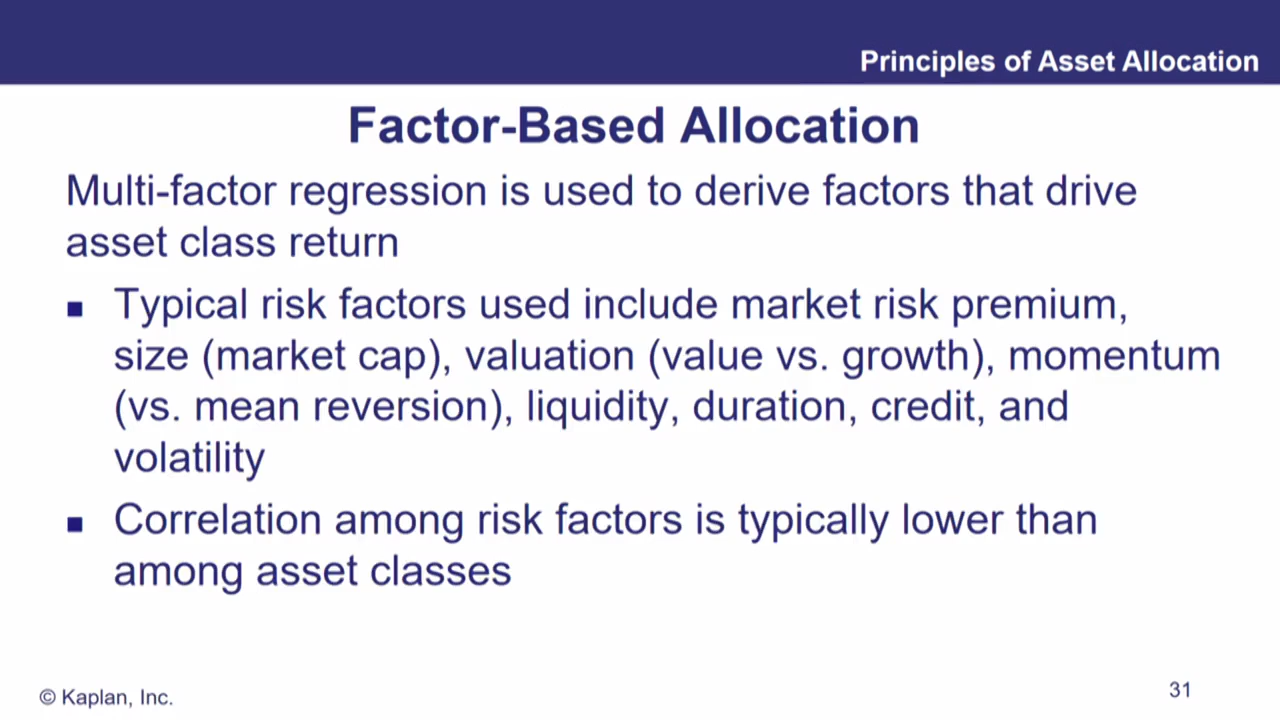 Principles of Asset Allocation
Factor-Based Allocation
Multi-factor regression is used to derive factors that drive
asset class return
■ Typical risk factors used include market risk premium,
size (market cap), valuation (value vs. growth), momentum
(vs. mean reversion), liquidity, duration, credit, and
volatility
■ Correlation among risk factors is typically lower than
among asset classes
© Kaplan, Inc.
31